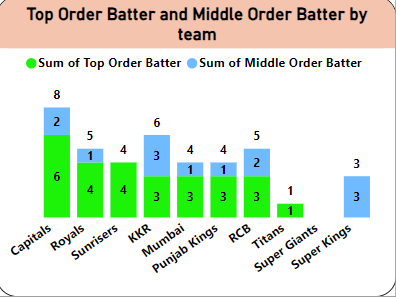 Top Order Batter and Middle Order Batter by
team
Sum of Top Order Batter Sum of Middle Order Batter
8
2
6
5
1
4
4
4
6
3
3
4
1
3
4
1
3
5
2
3
1
1
3
3
Capitals
Royals
Sunrisers
KKR
Mumbai
Punjab Kings
RCB
Titans
Super Giants
Super Kings